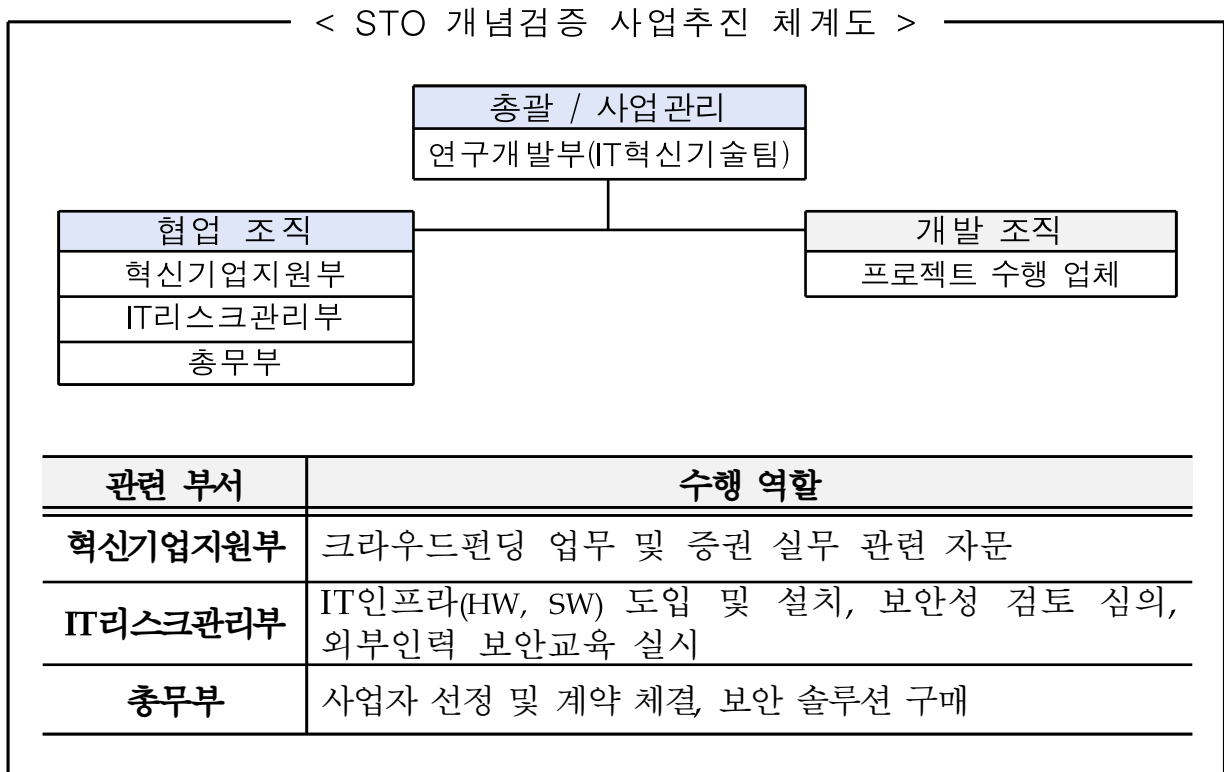 < STO 개념검증 사업추진 체계도 >
총괄 / 사업관리
연구개발부(IT혁신기술팀)
협업 조직
혁신기업지원부
IT리스크관리부
총무부
개발 조직
프로젝트 수행 업체
관련 부서 수행 역할
혁신기업지원부 크라우드펀딩 업무 및 증권 실무 관련 자문
IT리스크관리부 IT인프라(HW, SW) 도입 및 설치, 보안성 검토 심의,
외부인력 보안교육 실시
총무부 사업자 선정 및 계약 체결, 보안 솔루션 구매